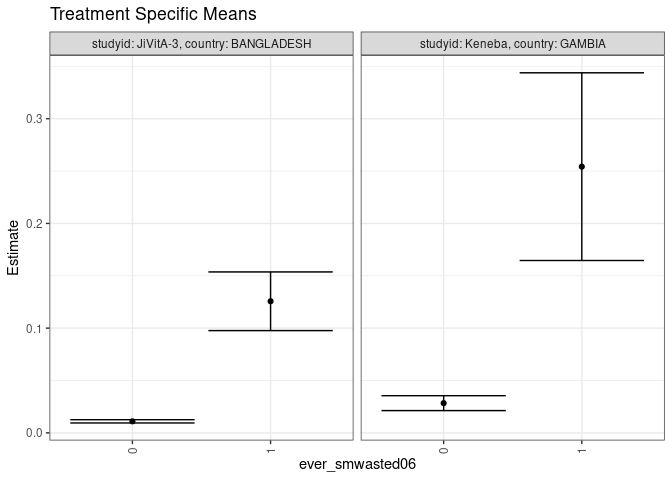 Treatment Specific Means
studyid: JiVitA-3, country: BANGLADESH
studyid: Keneba, country: GAMBIA
0.3
0.2
0.1
0.0
Estimate
0
1
0
1
ever_smwasted06